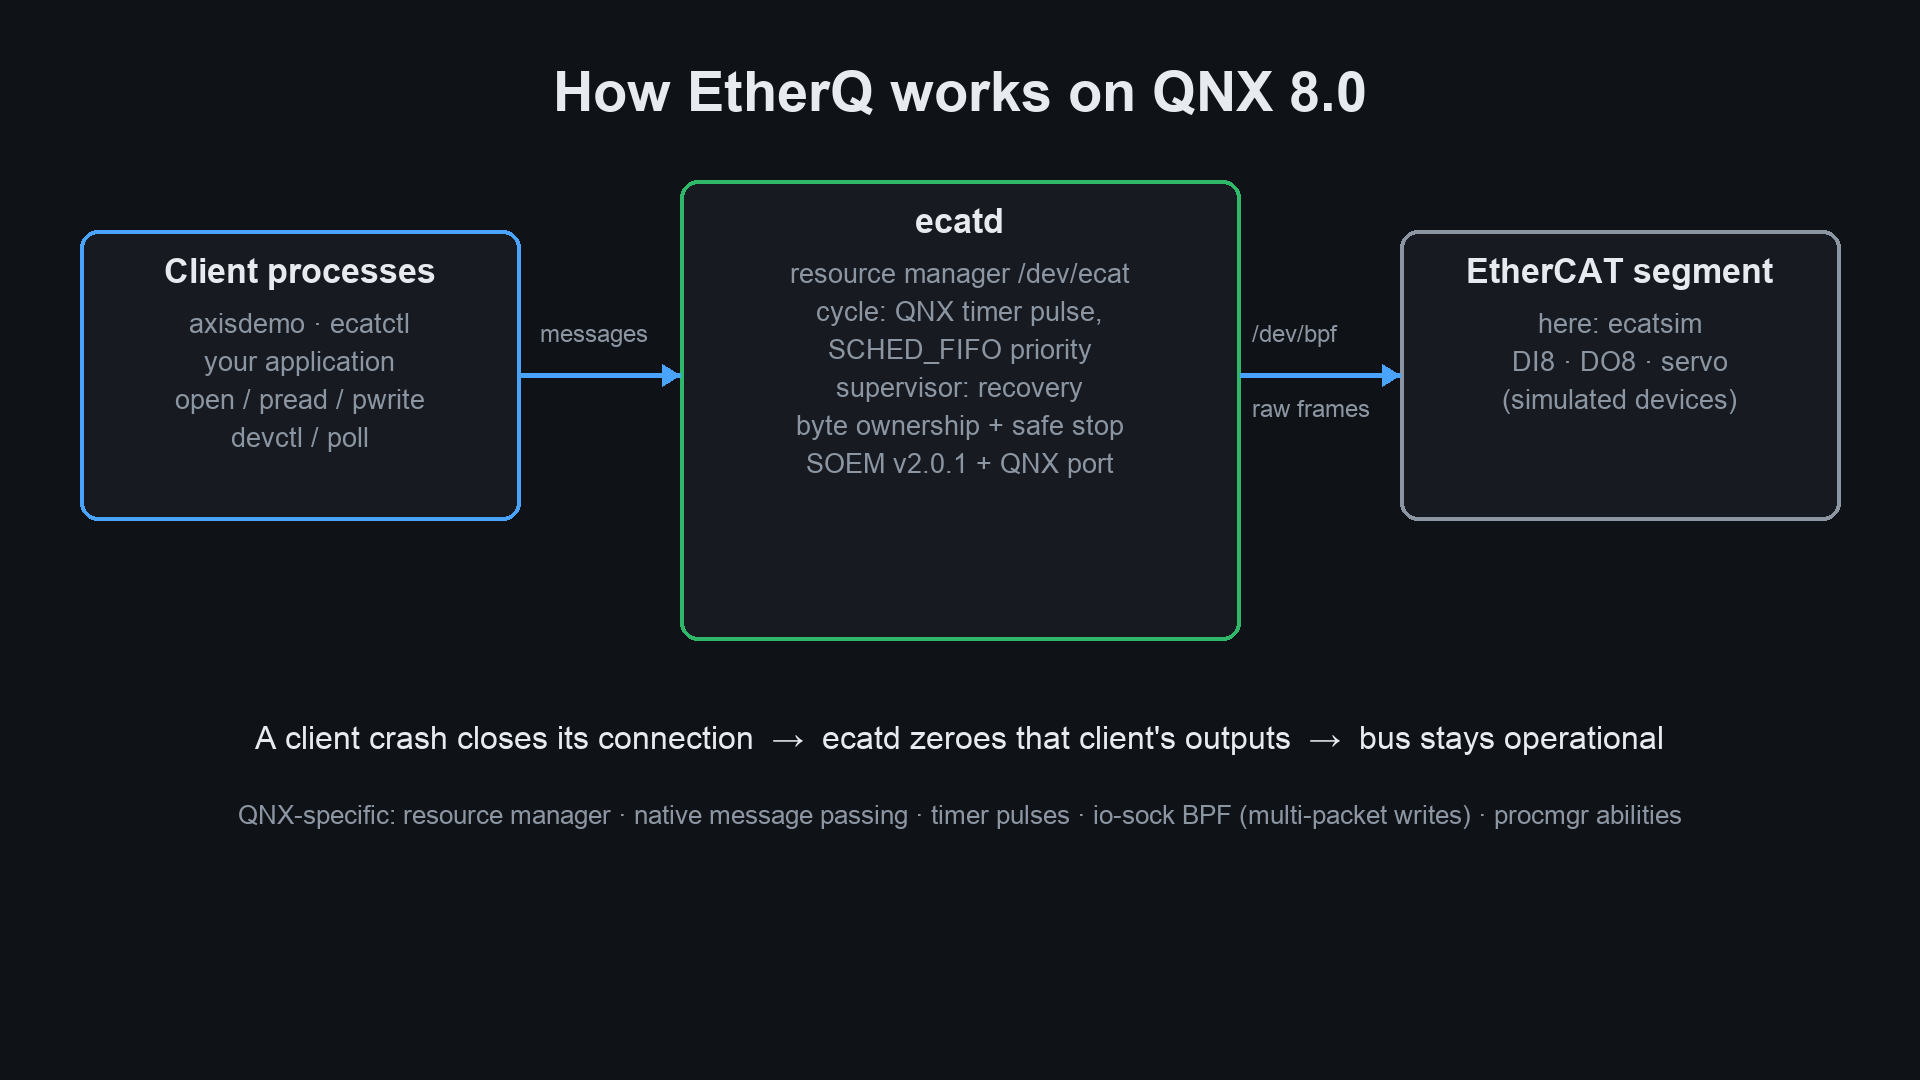 How EtherQ works on QNX 8.0
Client processes
axisdemo · ecatctl
your application
open / pread / pwrite
devctl / poll
messages
ecatd
resource manager /dev/ecat
cycle: QNX timer pulse,
SCHED_FIFO priority
supervisor: recovery
byte ownership + safe stop
SOEM v2.0.1 + QNX port
/dev/bpf
raw frames
EtherCAT segment
here: ecatsim
DI8 · DO8 · servo
(simulated devices)
A client crash closes its connection → ecatd zeroes that client's outputs → bus stays operational
QNX-specific: resource manager · native message passing · timer pulses · io-sock BPF (multi-packet writes) · procmgr abilities